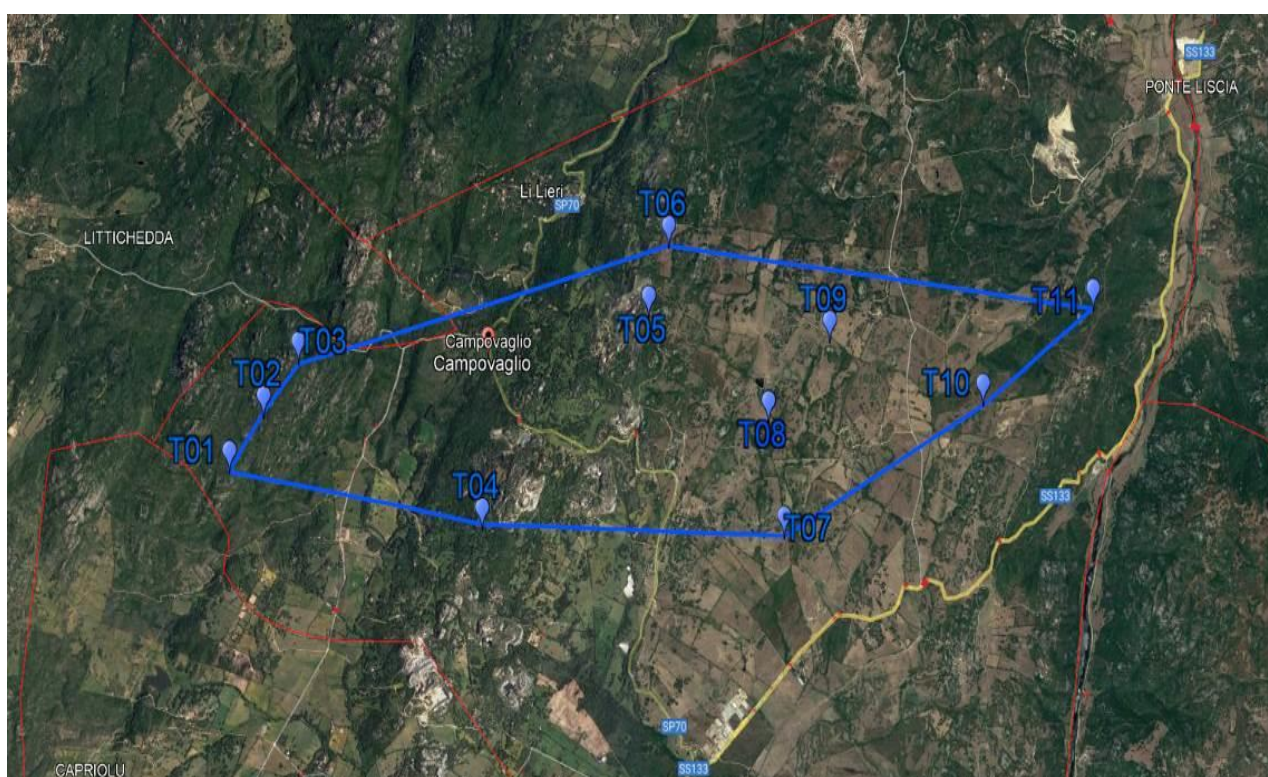 SS133
PONTE LISCIA
Li Lieri
SP70
T06
LITTICHEDDA
T11
T09
T05
T03
Campovaglio
Campovaglio
T02
T10
T08
T01
T04
SS133
T07
SP70
SS133
CAPRIOLU